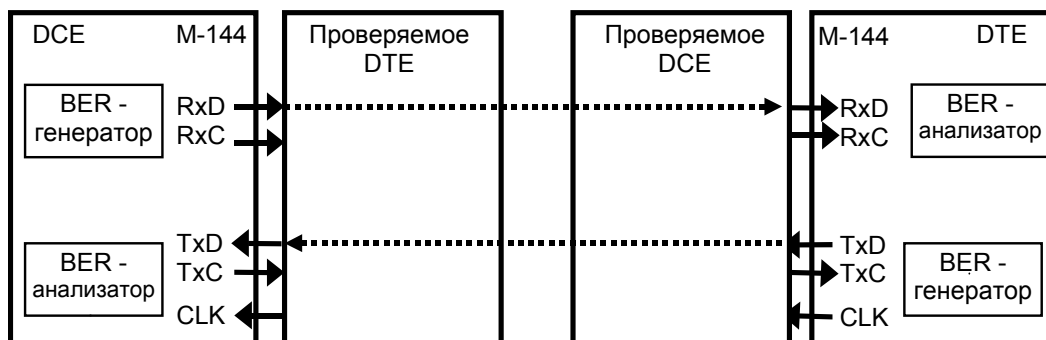 DCE M-144
Проверяемое
DTE
Проверяемое
DCE
M-144 DTE
BER -
генератор
RxD
RxC
RxD
RxC
BER -
анализатор
BER -
анализатор
TxD
TxC
CLK
TxD
TxC
CLK
BER -
генератор